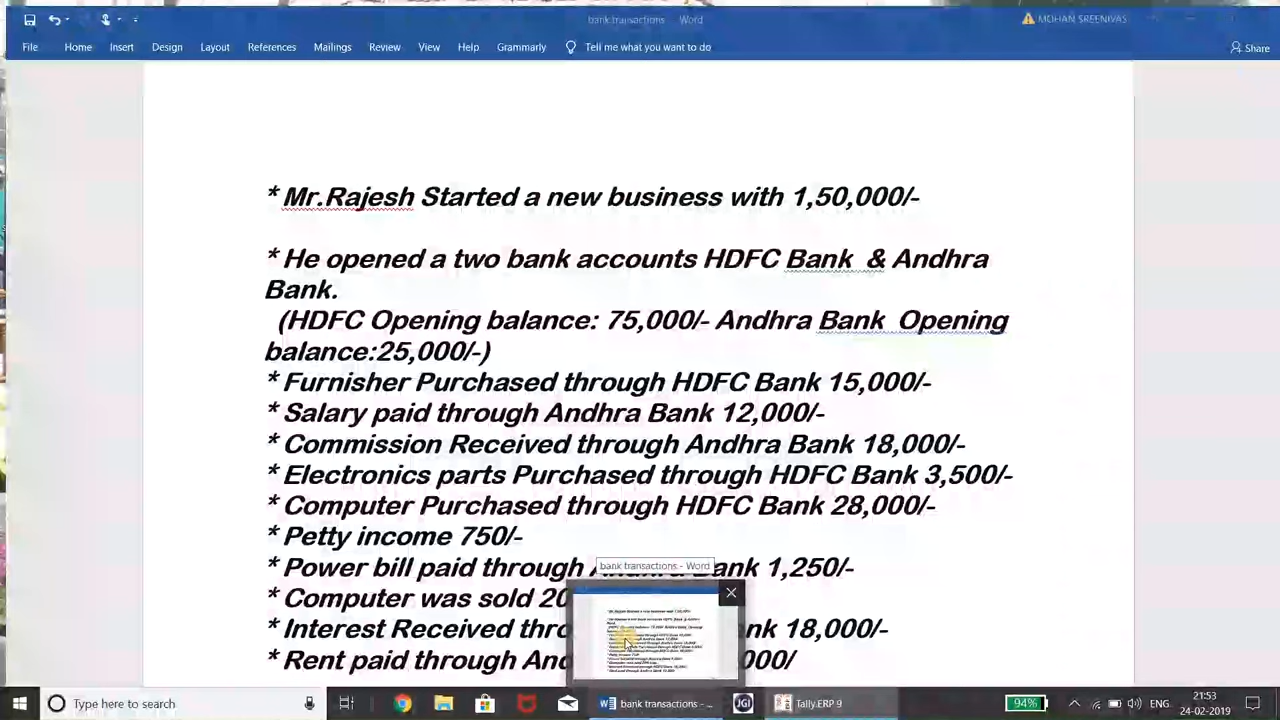 bank transactions - Word
MOHAN SREENIVAS
File Home Insert Design Layout References Mailings Review View Help Grammarly Tell me what you want to do Share
* Mr.Rajesh Started a new business with 1,50,000/-
* He opened a two bank accounts HDFC Bank & Andhra
Bank.
(HDFC Opening balance: 75,000/- Andhra Bank Opening
balance:25,000/-)
* Furnisher Purchased through HDFC Bank 15,000/-
* Salary paid through Andhra Bank 12,000/-
* Commission Received through Andhra Bank 18,000/-
* Electronics parts Purchased through HDFC Bank 3,500/-
* Computer Purchased through HDFC Bank 28,000/-
* Petty income 750/-
bank transactions - Word
* Power bill paid through Bank 1,250/-
* Computer was sold 20
* Interest Received 18,000/-
* Rent paid through
Type here to search
bank transactions - ...
JGI
Tally.ERP 9
94%
ENG
21:53
24-02-2019